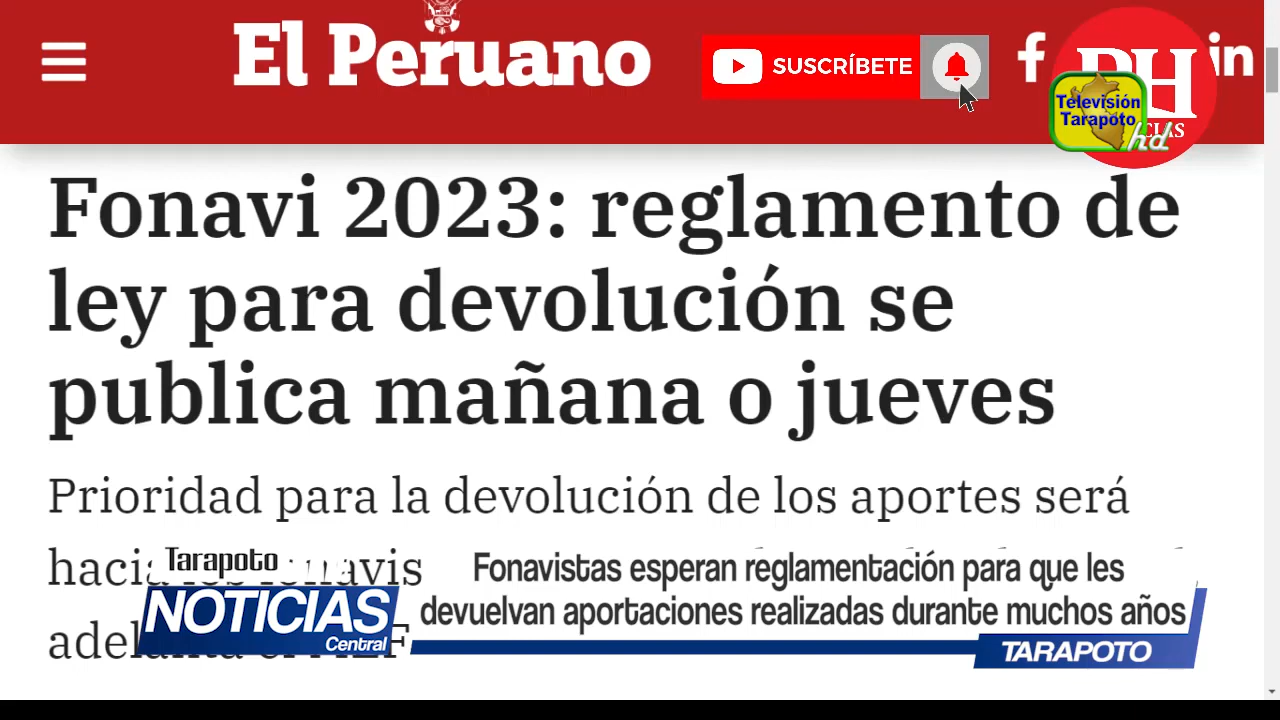 El Peruano
SUSCRÍBETE
in
Televisión
Tarapoto
hd
Fonavi 2023: reglamento de
ley para devolución se
publica mañana o jueves
Prioridad para la devolución de los aportes será
Tarapoto
NOTICIAS
Central
Fonavistas esperan reglamentación para que les
devuelvan aportaciones realizadas durante muchos años
TARAPOTO